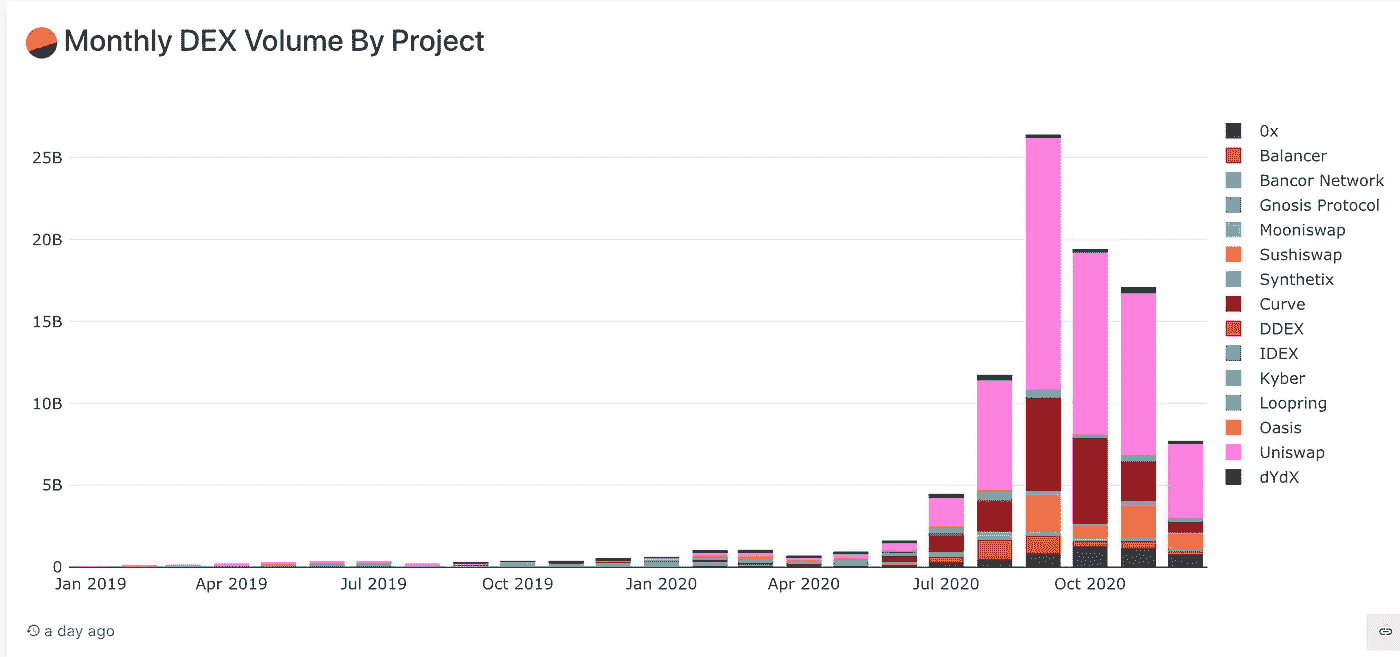 Monthly DEX Volume By Project
25B
20B
15B
10B
5B
0
Jan 2019
Apr 2019
Jul 2019
Oct 2019
Jan 2020
Apr 2020
Jul 2020
Oct 2020
0x
Balancer
Bancor Network
Gnosis Protocol
Mooniswap
Sushiswap
Synthetix
Curve
DDEX
IDEX
Kyber
Loopring
Oasis
Uniswap
dYdX
a day ago